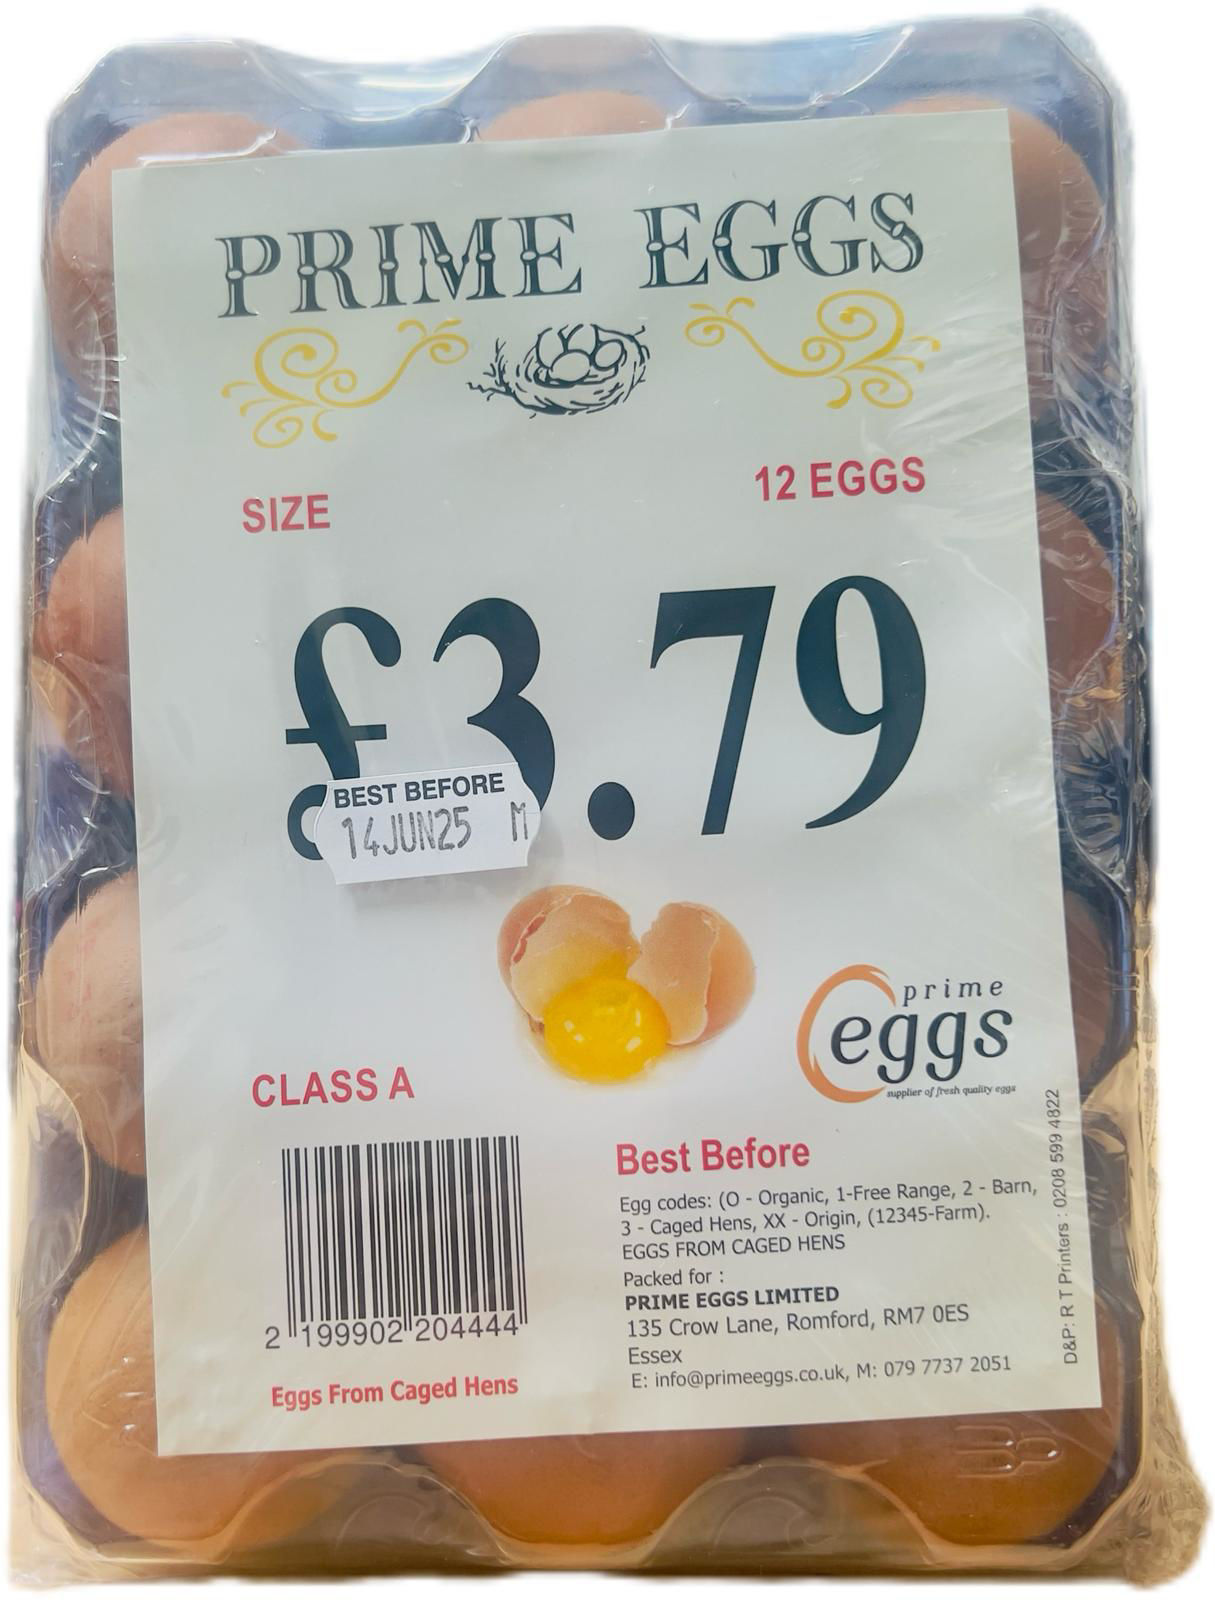 PRIME EGGS
SIZE
12 EGGS
£3.79
BEST BEFORE
14JUN25 M
prime
eggs
supplier of fresh quality eggs
CLASS A
2 199902 204444
Eggs From Caged Hens
Best Before
Egg codes: (O - Organic, 1-Free Range, 2 - Barn,
3 - Caged Hens, XX - Origin, (12345-Farm).
EGGS FROM CAGED HENS
Packed for :
PRIME EGGS LIMITED
135 Crow Lane, Romford, RM7 0ES
Essex
E: info@primeeggs.co.uk, M: 079 7737 2051
D&P: R T Printers : 0208 599 4822